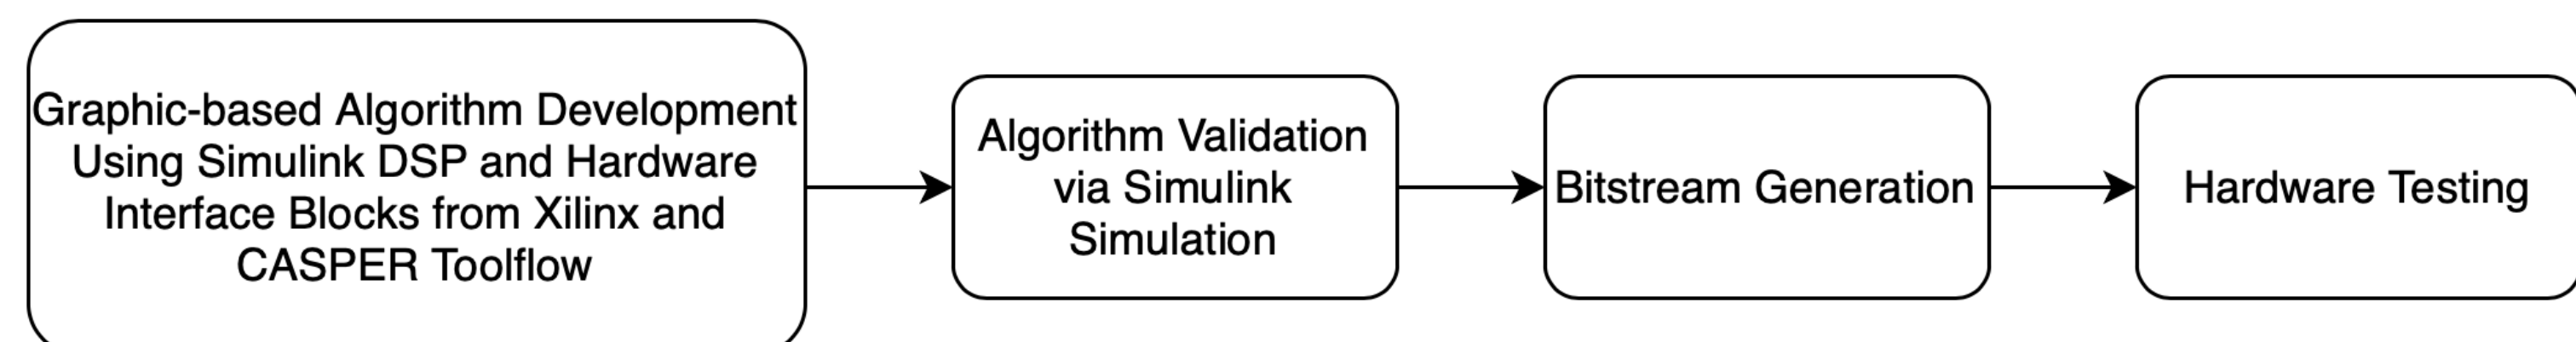 Graphic-based Algorithm Development
Using Simulink DSP and Hardware
Interface Blocks from Xilinx and
CASPER Toolflow
Algorithm Validation
via Simulink
Simulation
Bitstream Generation
Hardware Testing